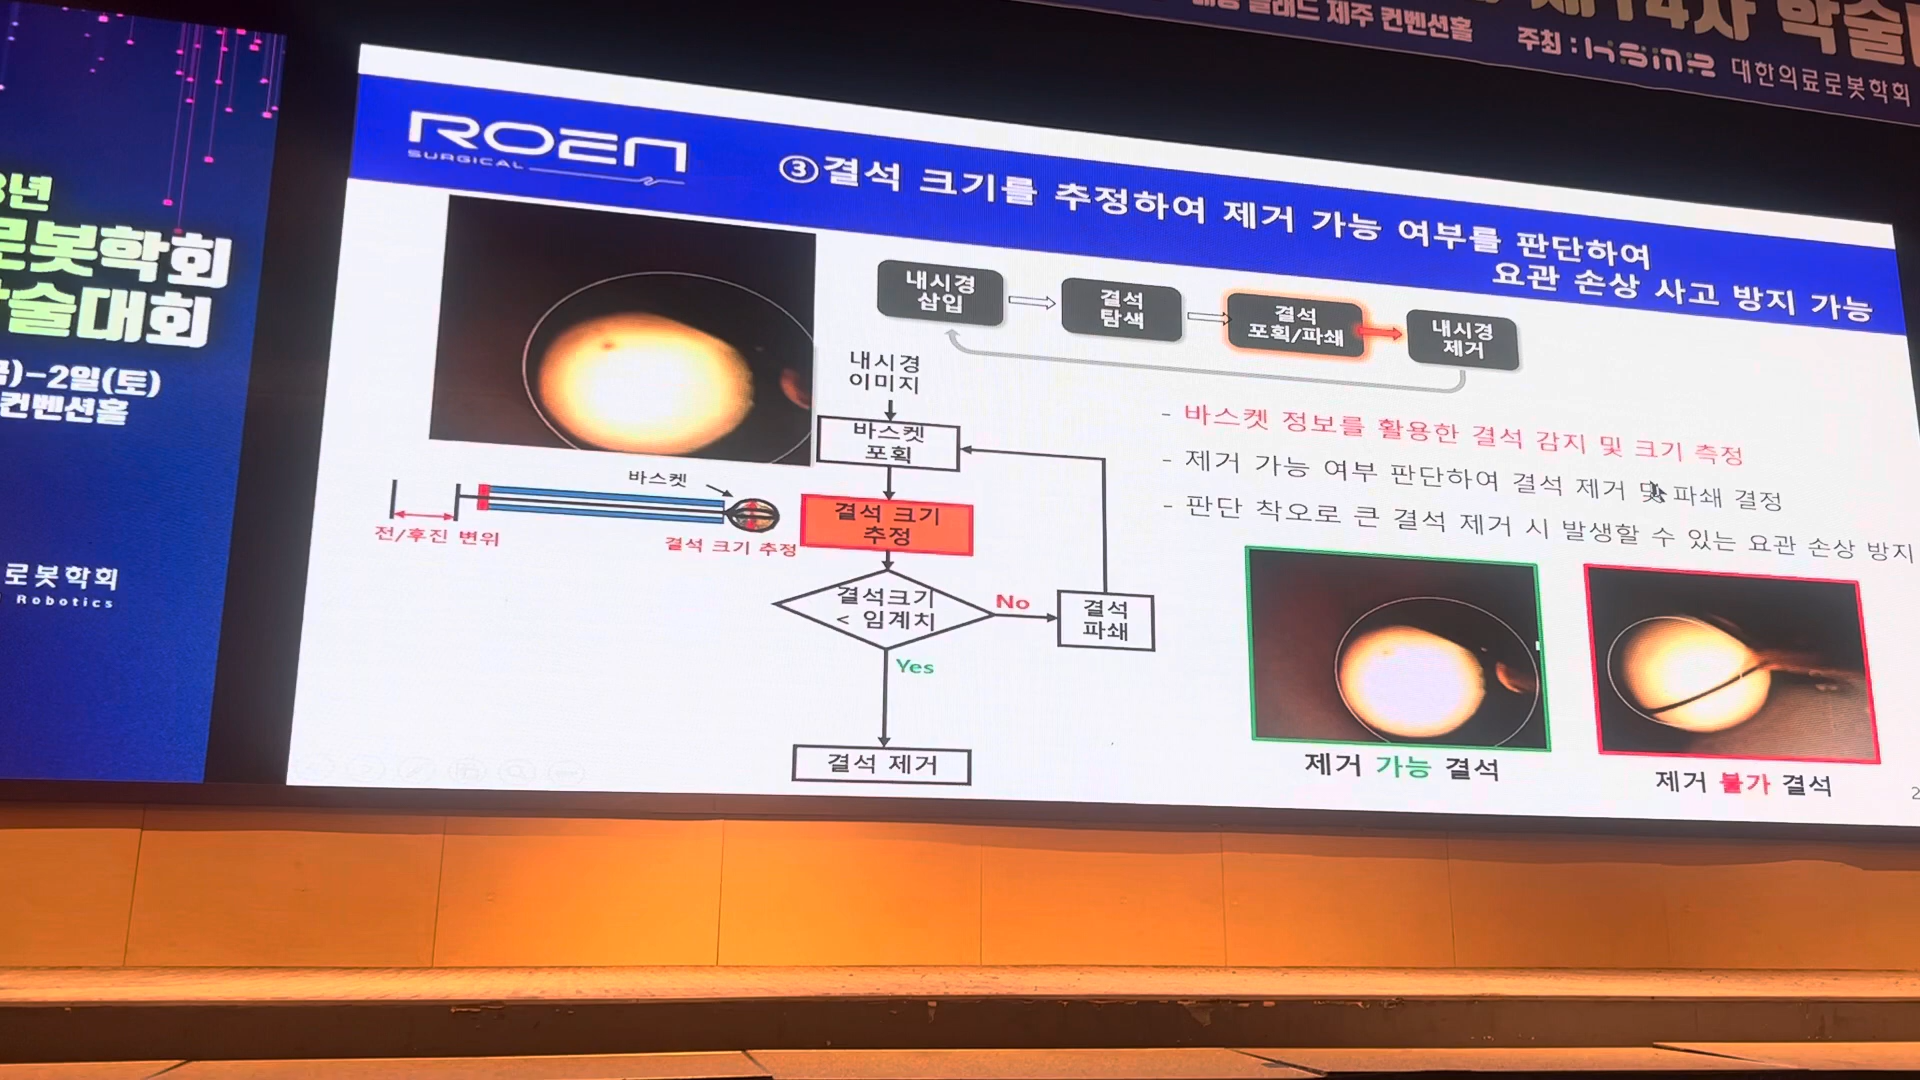 제14차 학술
제주 컨벤션홀
주최 : KSMR 대한의료로봇학회
년
로봇학회
학술대회
)-2일(토)
컨벤션홀
로봇학회
Robotics
ROEN
SURGICAL
③결석 크기를 추정하여 제거 가능 여부를 판단하여
요관 손상 사고 방지 가능
내시경
삽입
결석
탐색
결석
포획/파쇄
내시경
제거
내시경
이미지
바스켓
포획
결석 크기
추정
결석크기
< 임계치
No
결석
파쇄
Yes
결석 제거
바스켓
전/후진 변위
결석 크기 추정
- 바스켓 정보를 활용한 결석 감지 및 크기 측정
- 제거 가능 여부 판단하여 결석 제거 및 파쇄 결정
- 판단 착오로 큰 결석 제거 시 발생할 수 있는 요관 손상 방지
제거 가능 결석
제거 불가 결석